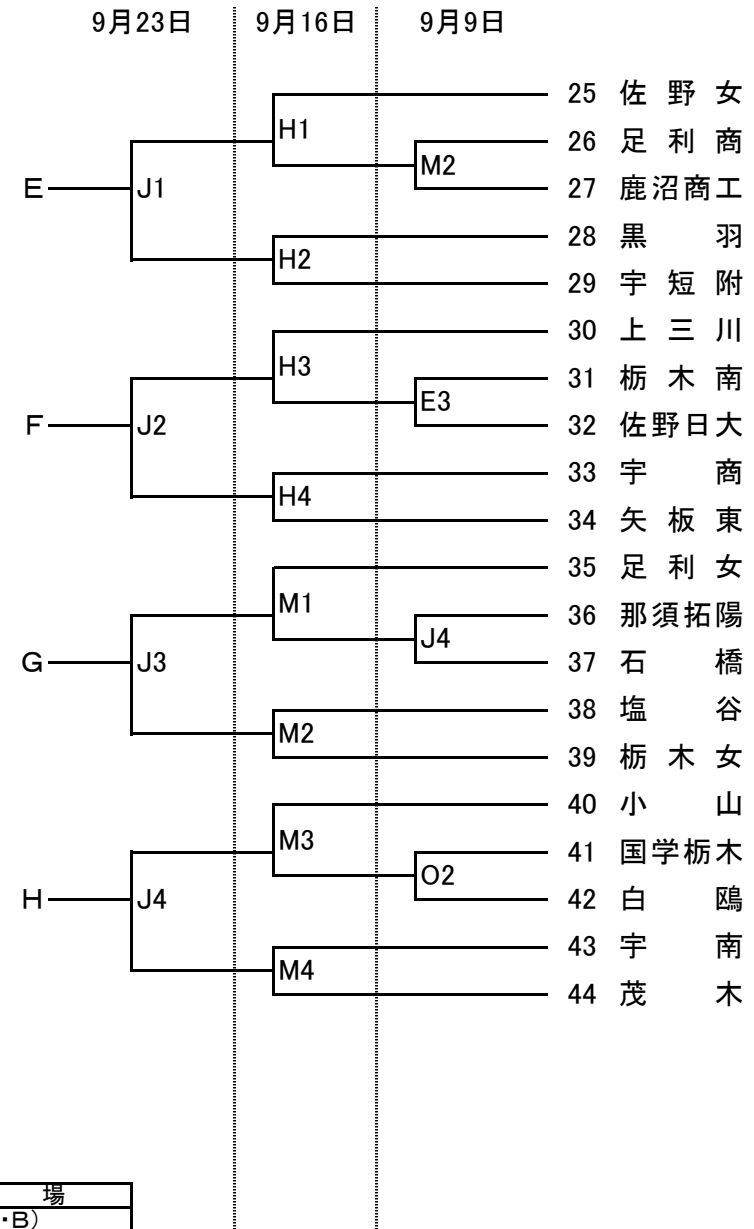 9月23日 9月16日 9月9日
25 佐野女
H1
26 足利商
M2
E J1 27 鹿沼商工
28 黒羽
H2
29 宇短附
30 上三川
H3
31 栃木南
E3
F J2 32 佐野日大
33 宇商
H4
34 矢板東
35 足利女
M1
36 那須拓陽
J4
G J3 37 石橋
38 塩谷
M2
39 栃木女
40 小山
M3
41 国学栃木
O2
H J4 42 白鴎
43 宇南
M4
44 茂木
場
・B)